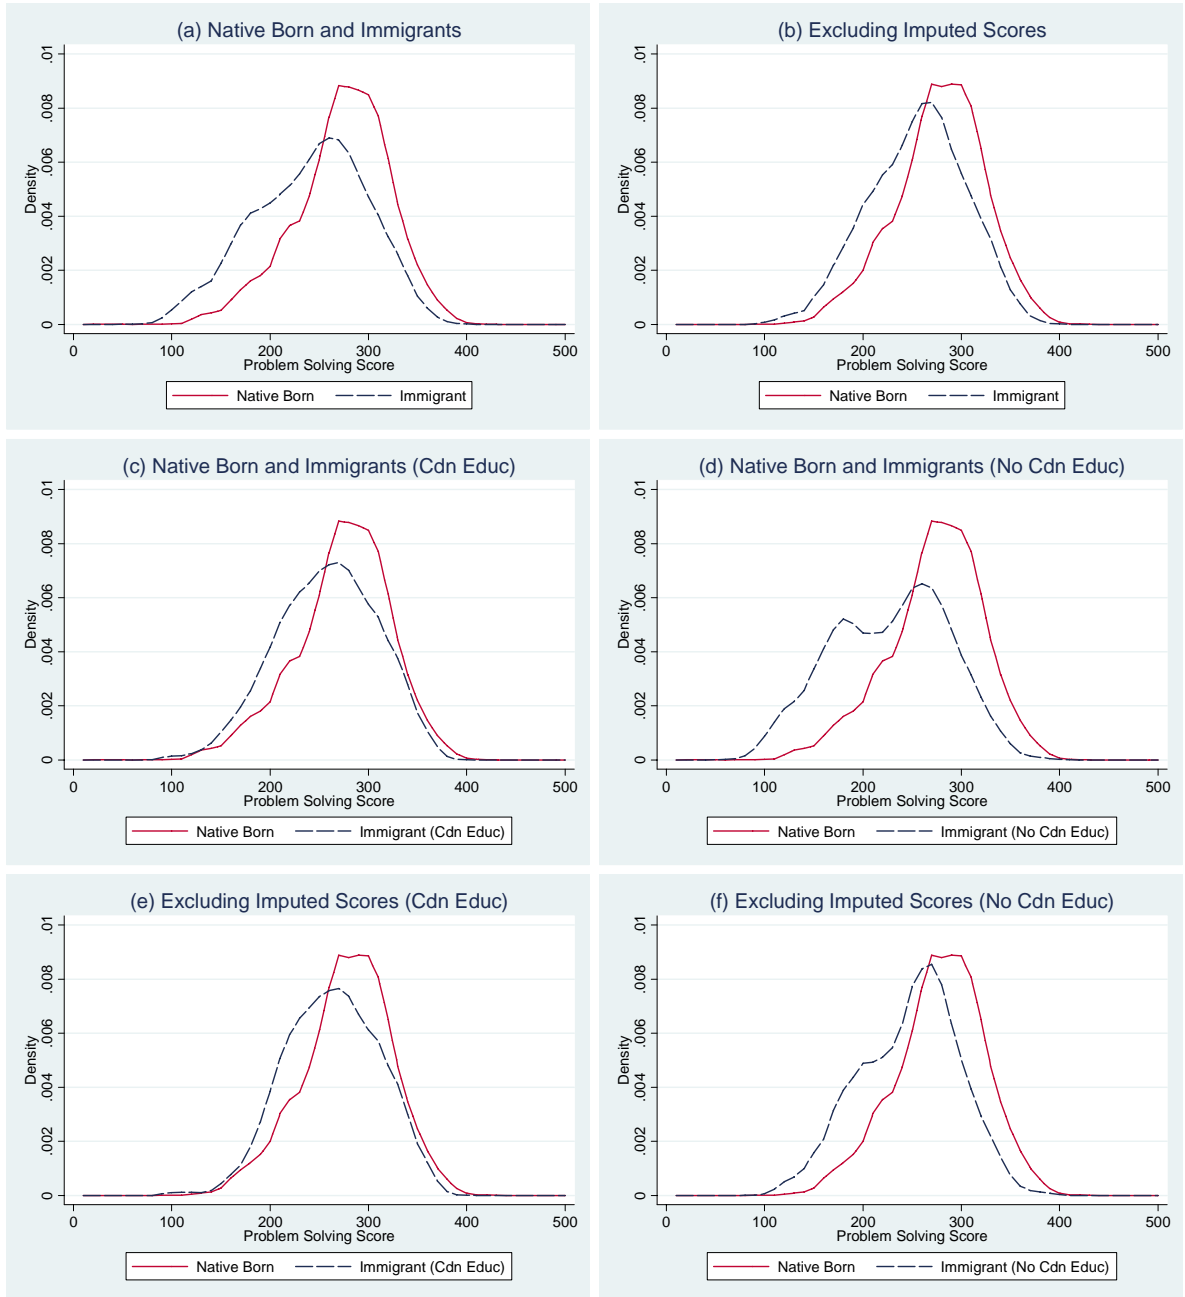 (a) Native Born and Immigrants
.01
.008
.006
.004
.002
0
Density
0 100 200 300 400 500
Problem Solving Score
Native Born Immigrant
(b) Excluding Imputed Scores
.01
.008
.006
.004
.002
0
Density
0 100 200 300 400 500
Problem Solving Score
Native Born Immigrant
(c) Native Born and Immigrants (Cdn Educ)
.01
.008
.006
.004
.002
0
Density
0 100 200 300 400 500
Problem Solving Score
Native Born Immigrant (Cdn Educ)
(d) Native Born and Immigrants (No Cdn Educ)
.01
.008
.006
.004
.002
0
Density
0 100 200 300 400 500
Problem Solving Score
Native Born Immigrant (No Cdn Educ)
(e) Excluding Imputed Scores (Cdn Educ)
.01
.008
.006
.004
.002
0
Density
0 100 200 300 400 500
Problem Solving Score
Native Born Immigrant (Cdn Educ)
(f) Excluding Imputed Scores (No Cdn Educ)
.01
.008
.006
.004
.002
0
Density
0 100 200 300 400 500
Problem Solving Score
Native Born Immigrant (No Cdn Educ)